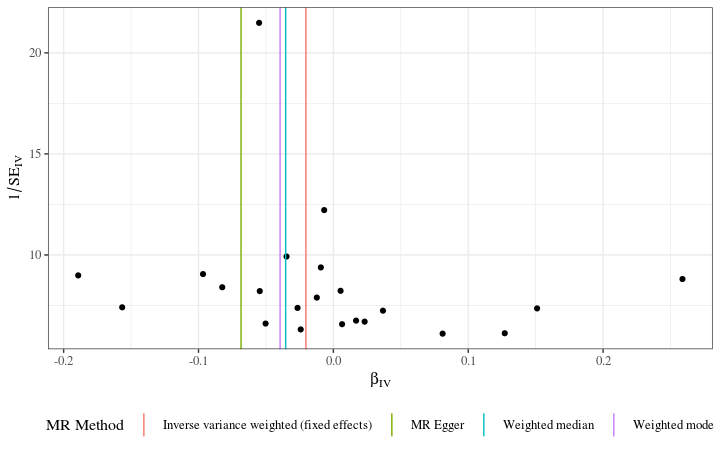 20
15
10
1/SE_IV
-0.2 -0.1 0.0 0.1 0.2
β_IV
MR Method Inverse variance weighted (fixed effects) MR Egger Weighted median Weighted mode